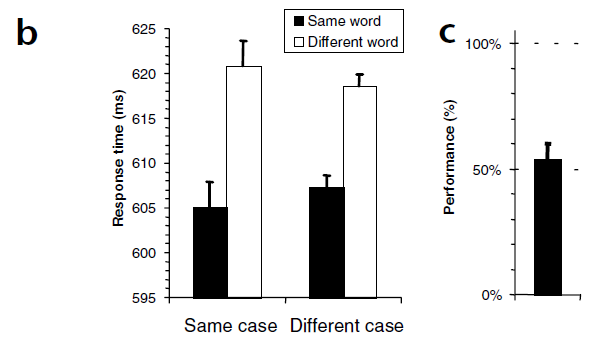 b
Response time (ms)
625
620
615
610
605
600
595
Same word
Different word
Same case Different case
c
Performance (%)
100%
50%
0%